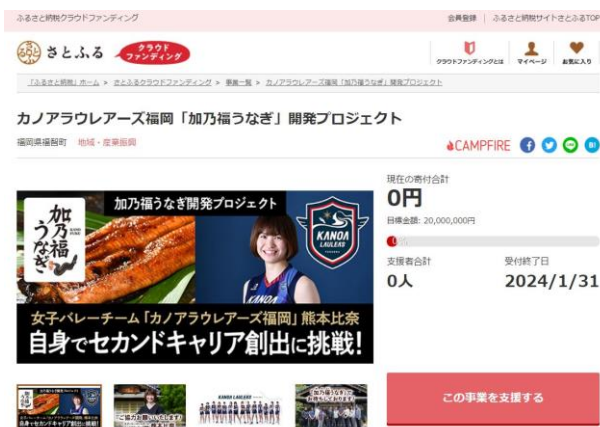 ふるさと納税クラウドファンディング
会員登録 | ふるさと納税サイトさとふるTOP
さとふる クラウドファンディング
クラウドファンディングとは マイページ お気に入り
「ふるさと納税」ホーム > さとふるクラウドファンディング > 事業一覧 > カノアラウレアーズ福岡「加乃福うなぎ」開発プロジェクト
カノアラウレアーズ福岡「加乃福うなぎ」開発プロジェクト
福岡県福智町 地域・産業振興
CAMPFIRE
現在の寄付合計
0円
目標金額: 20,000,000円
支援者合計 受付終了日
0人 2024/1/31
加乃福うなぎ開発プロジェクト
加乃福うなぎ
KANOA
LAULEARS
KANOA
女子バレーチーム「カノアラウレアーズ福岡」熊本比奈
自身でセカンドキャリア創出に挑戦!
KANOA LAULEARS
この事業を支援する